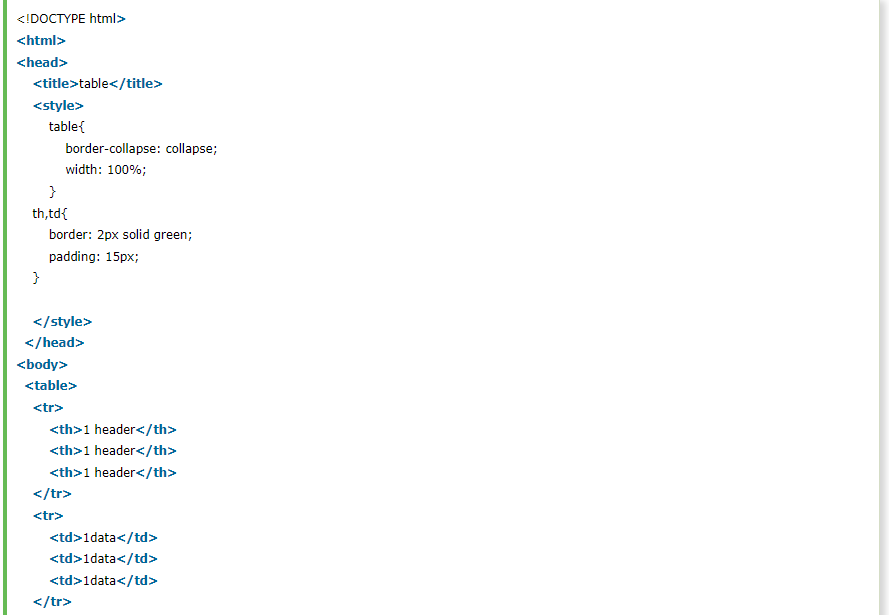 <!DOCTYPE html>
<html>
<head>
<title>table</title>
<style>
table{
border-collapse: collapse;
width: 100%;
}
th,td{
border: 2px solid green;
padding: 15px;
}
</style>
</head>
<body>
<table>
<tr>
<th>1 header</th>
<th>1 header</th>
<th>1 header</th>
</tr>
<tr>
<td>1data</td>
<td>1data</td>
<td>1data</td>
</tr>